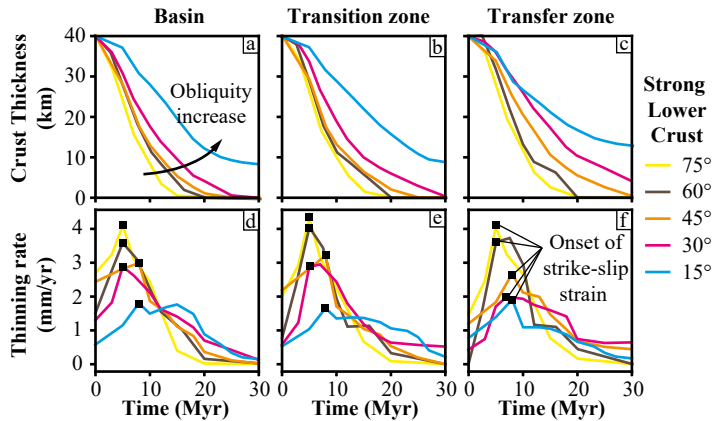 Basin
Transition zone
Transfer zone
Crust Thickness
(km)
40
30
20
10
0
a
Obliquity
increase
b
c
Strong
Lower
Crust
75°
60°
45°
30°
15°
Thinning rate
(mm/yr)
4
3
2
1
0
d
e
f
Onset of
strike-slip
strain
0 10 20 30
0 10 20 30
0 10 20 30
Time (Myr)
Time (Myr)
Time (Myr)